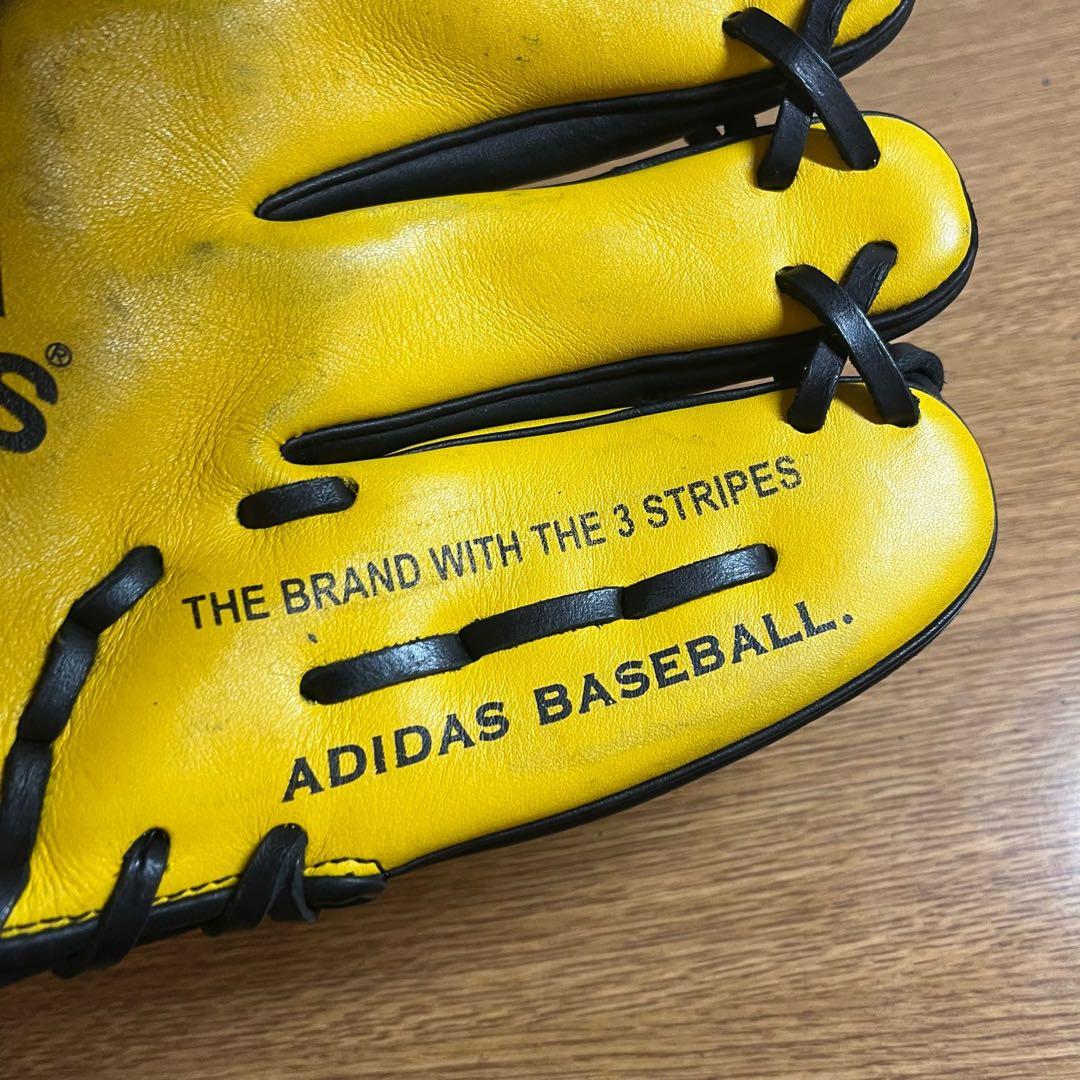 S®
THE BRAND WITH THE 3 STRIPES
ADIDAS BASEBALL.